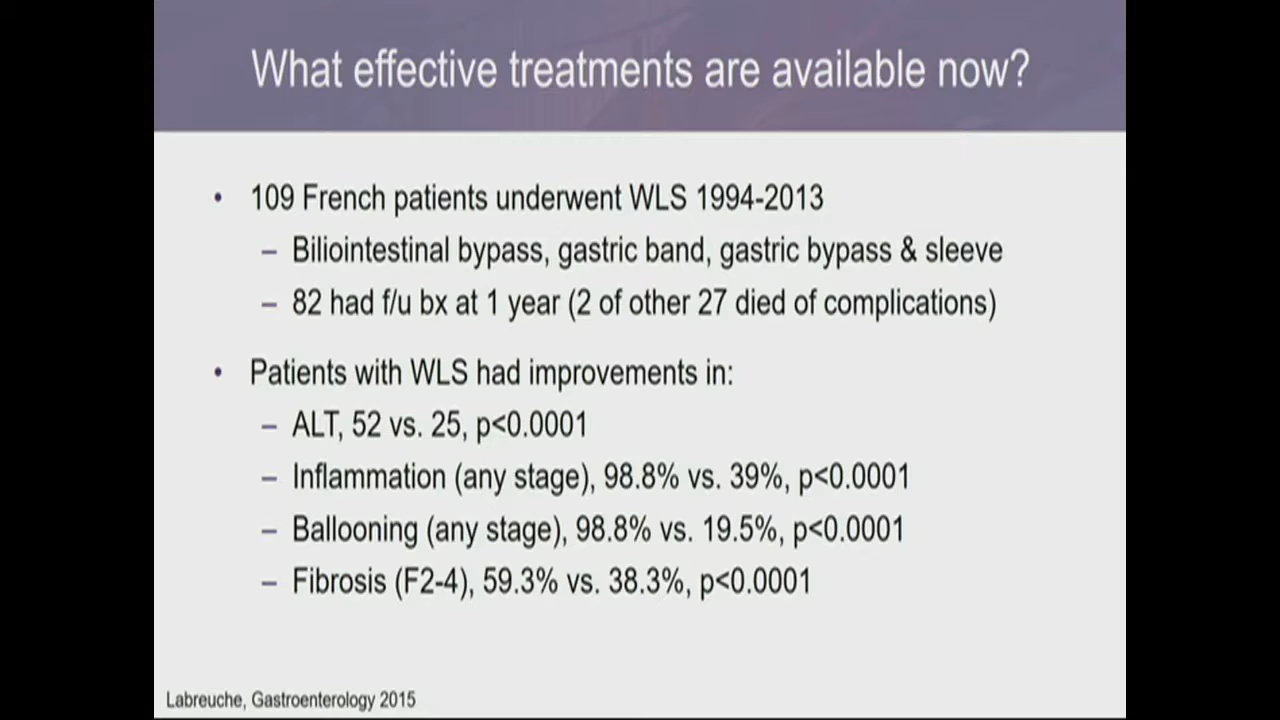 What effective treatments are available now?
• 109 French patients underwent WLS 1994-2013
– Biliointestinal bypass, gastric band, gastric bypass & sleeve
– 82 had f/u bx at 1 year (2 of other 27 died of complications)
• Patients with WLS had improvements in:
– ALT, 52 vs. 25, p<0.0001
– Inflammation (any stage), 98.8% vs. 39%, p<0.0001
– Ballooning (any stage), 98.8% vs. 19.5%, p<0.0001
– Fibrosis (F2-4), 59.3% vs. 38.3%, p<0.0001
Labreuche, Gastroenterology 2015